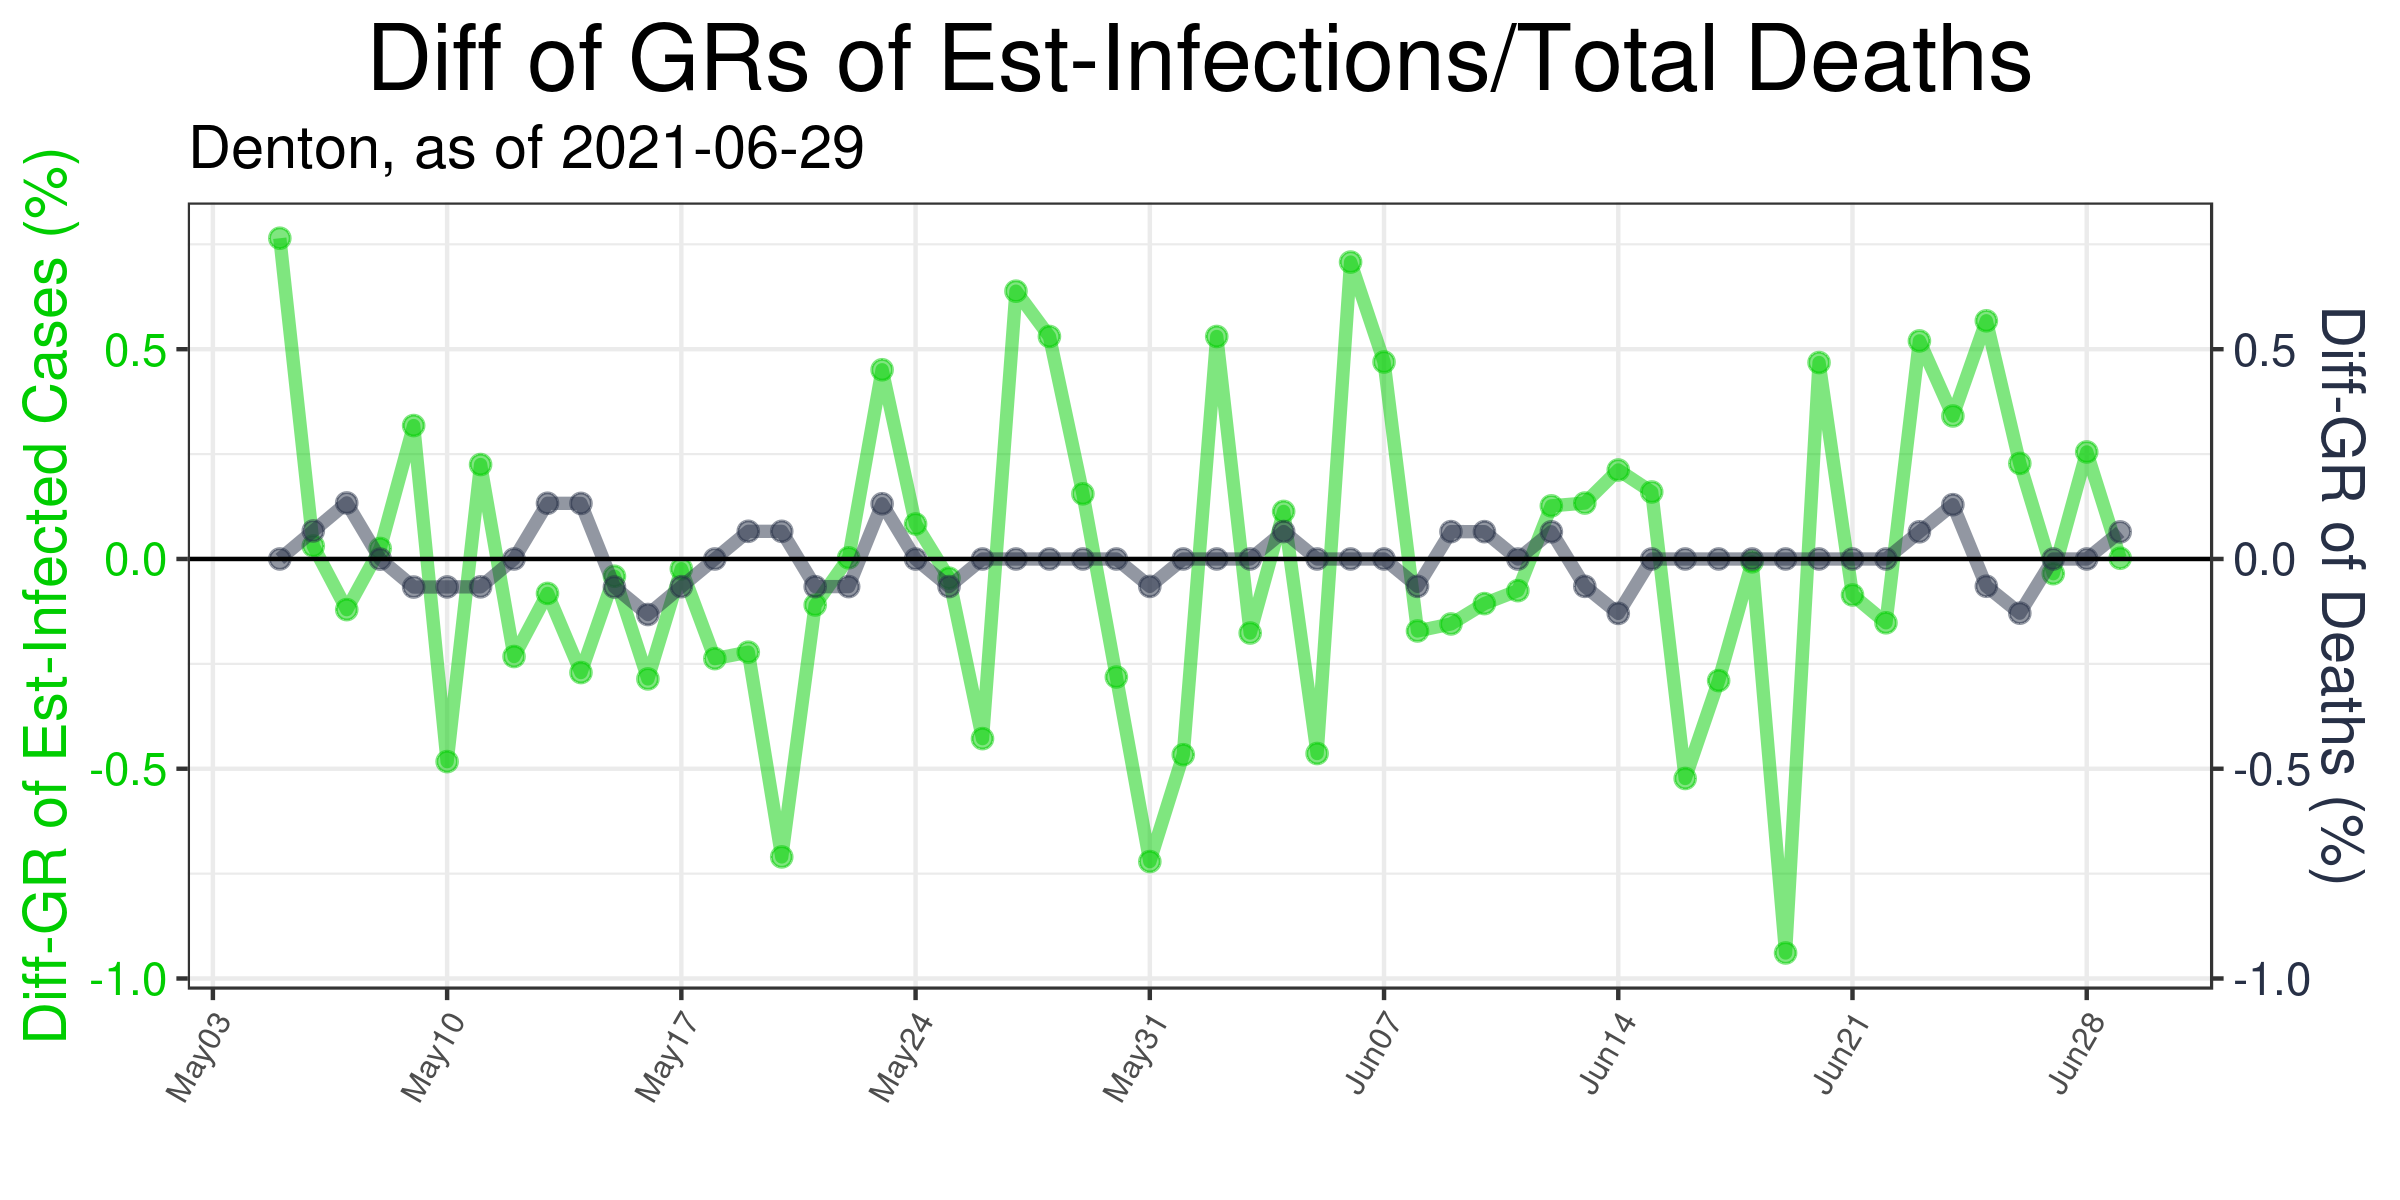 Diff of GRs of Est-Infections/Total Deaths
Denton, as of 2021-06-29
Diff-GR of Est-Infected Cases (%)
0.5
0.0
-0.5
-1.0
0.5
0.0
-0.5
-1.0
Diff-GR of Deaths (%)
May03
May10
May17
May24
May31
Jun07
Jun14
Jun21
Jun28